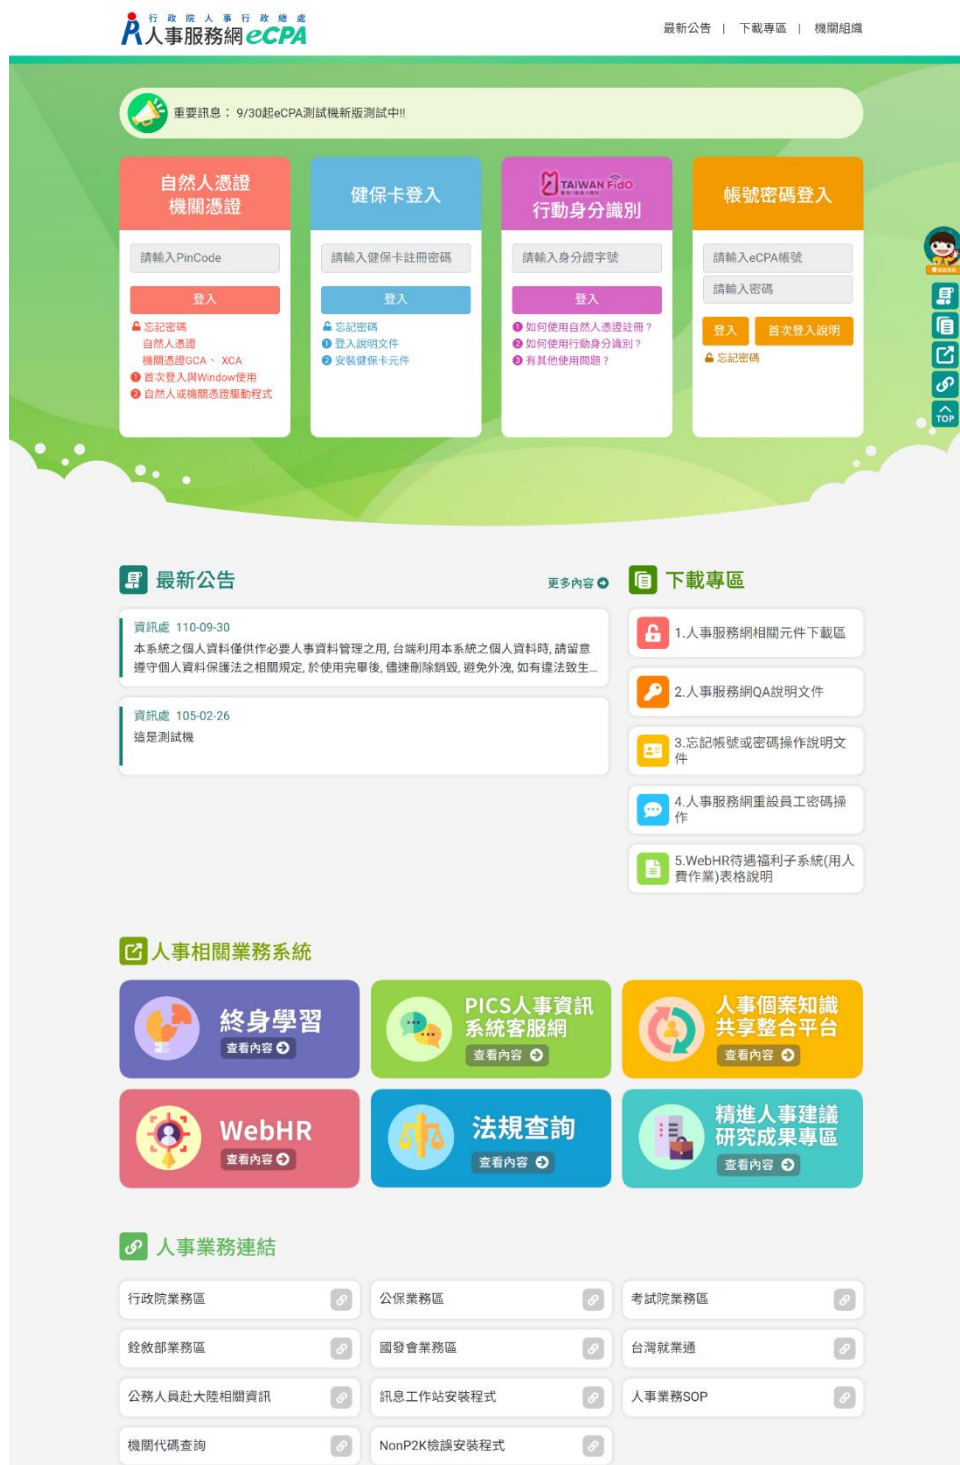 行政院人事行政總處
人事服務網eCPA
最新公告 | 下載專區 | 機關組織
重要訊息： 9/30起eCPA測試機新版測試中!!
自然人憑證
機關憑證
請輸入PinCode
登入
忘記密碼
自然人憑證
機關憑證GCA、 XCA
1 首次登入與Window使用
2 自然人或機關憑證驅動程式
健保卡登入
請輸入健保卡註冊密碼
登入
忘記密碼
1 登入說明文件
2 安裝健保卡元件
TAIWAN FidO
行動身分識別
請輸入身分證字號
登入
1 如何使用自然人憑證註冊？
2 如何使用行動身分識別？
3 有其他使用問題？
帳號密碼登入
請輸入eCPA帳號
請輸入密碼
登入 首次登入說明
忘記密碼
TOP
最新公告
更多內容
資訊處 110-09-30
本系統之個人資料僅供作必要人事資料管理之用, 台端利用本系統之個人資料時, 請留意
遵守個人資料保護法之相關規定, 於使用完畢後, 儘速刪除銷毀, 避免外洩, 如有違法致生...
資訊處 105-02-26
這是測試機
下載專區
1.人事服務網相關元件下載區
2.人事服務網QA說明文件
3.忘記帳號或密碼操作說明文
件
4.人事服務網重設員工密碼操
作
5.WebHR待遇福利子系統(用人
費作業)表格說明
人事相關業務系統
終身學習
查看內容
PICS人事資訊
系統客服網
查看內容
人事個案知識
共享整合平台
查看內容
WebHR
查看內容
法規查詢
查看內容
精進人事建議
研究成果專區
查看內容
人事業務連結
行政院業務區
公保業務區
考試院業務區
銓敘部業務區
國發會業務區
台灣就業通
公務人員赴大陸相關資訊
訊息工作站安裝程式
人事業務SOP
機關代碼查詢
NonP2K檢誤安裝程式